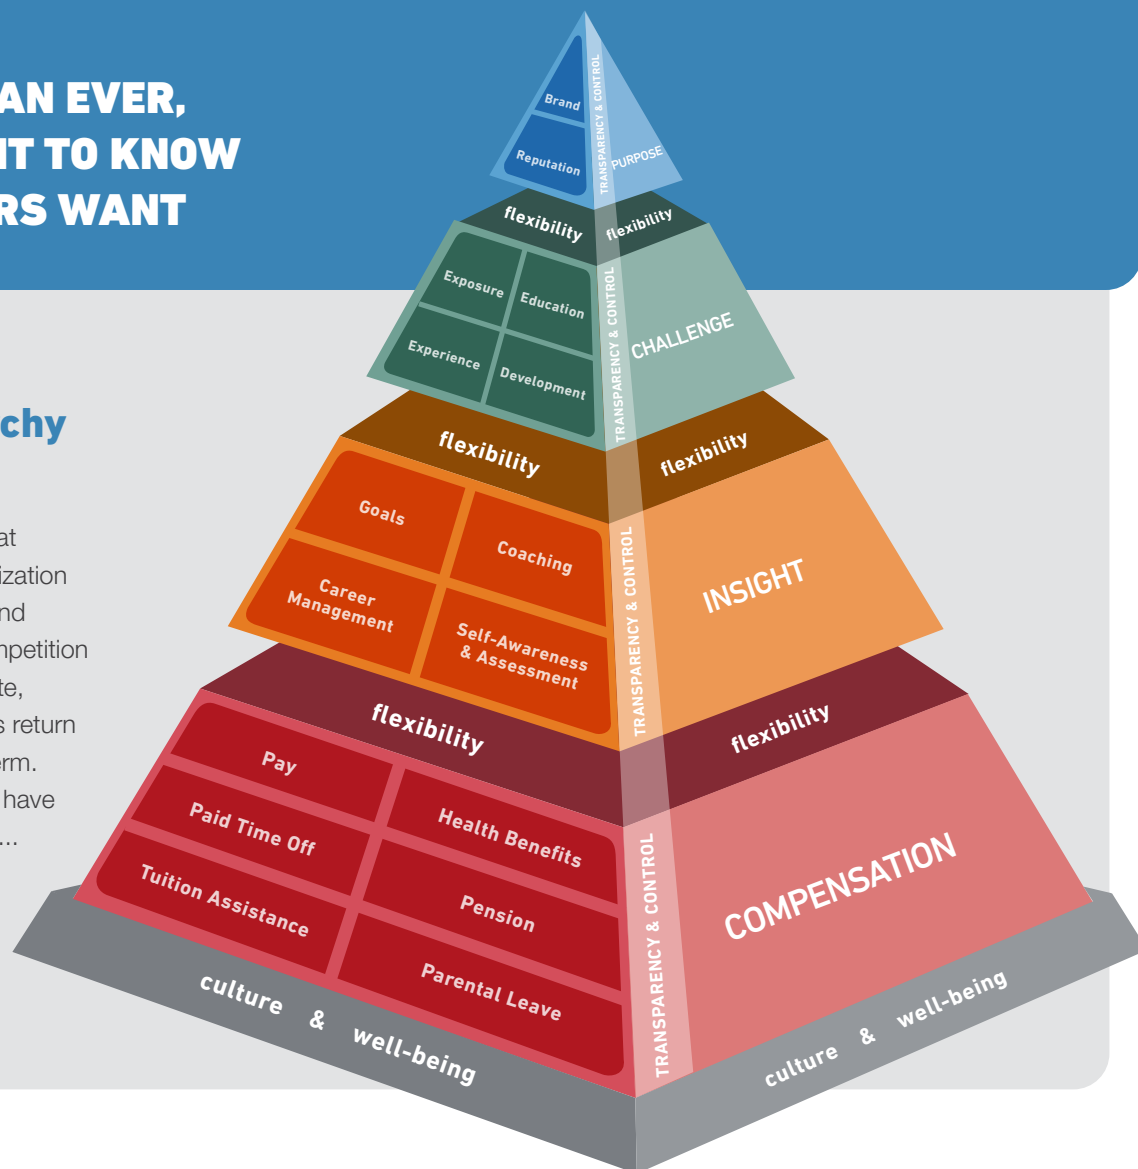 AN EVER,
IT TO KNOW
RS WANT
chy
at
ization
nd
npetition
te,
s return
erm.
have
...
Brand
Reputation
TRANSPARENCY & CONTROL
PURPOSE
flexibility
flexibility
Exposure
Education
Experience
Development
TRANSPARENCY & CONTROL
CHALLENGE
flexibility
flexibility
Goals
Coaching
Career
Management
Self-Awareness
& Assessment
TRANSPARENCY & CONTROL
INSIGHT
flexibility
flexibility
Pay
Health Benefits
Paid Time Off
Pension
Tuition Assistance
Parental Leave
TRANSPARENCY & CONTROL
COMPENSATION
culture & well-being
culture & well-being